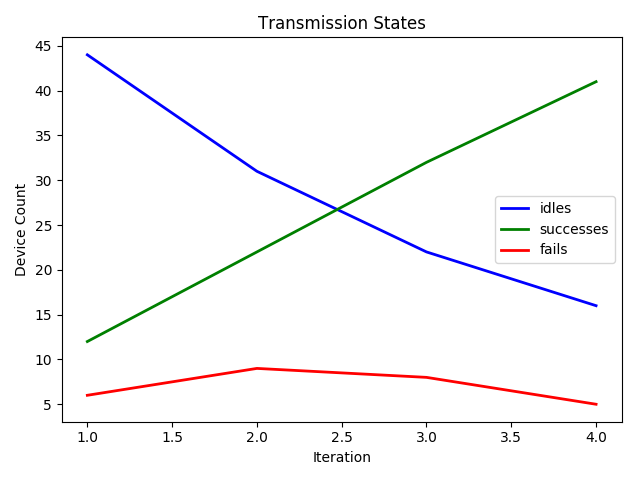 Transmission States
Device Count
45
40
35
30
25
20
15
10
5
idles
successes
fails
1.0 1.5 2.0 2.5 3.0 3.5 4.0
Iteration